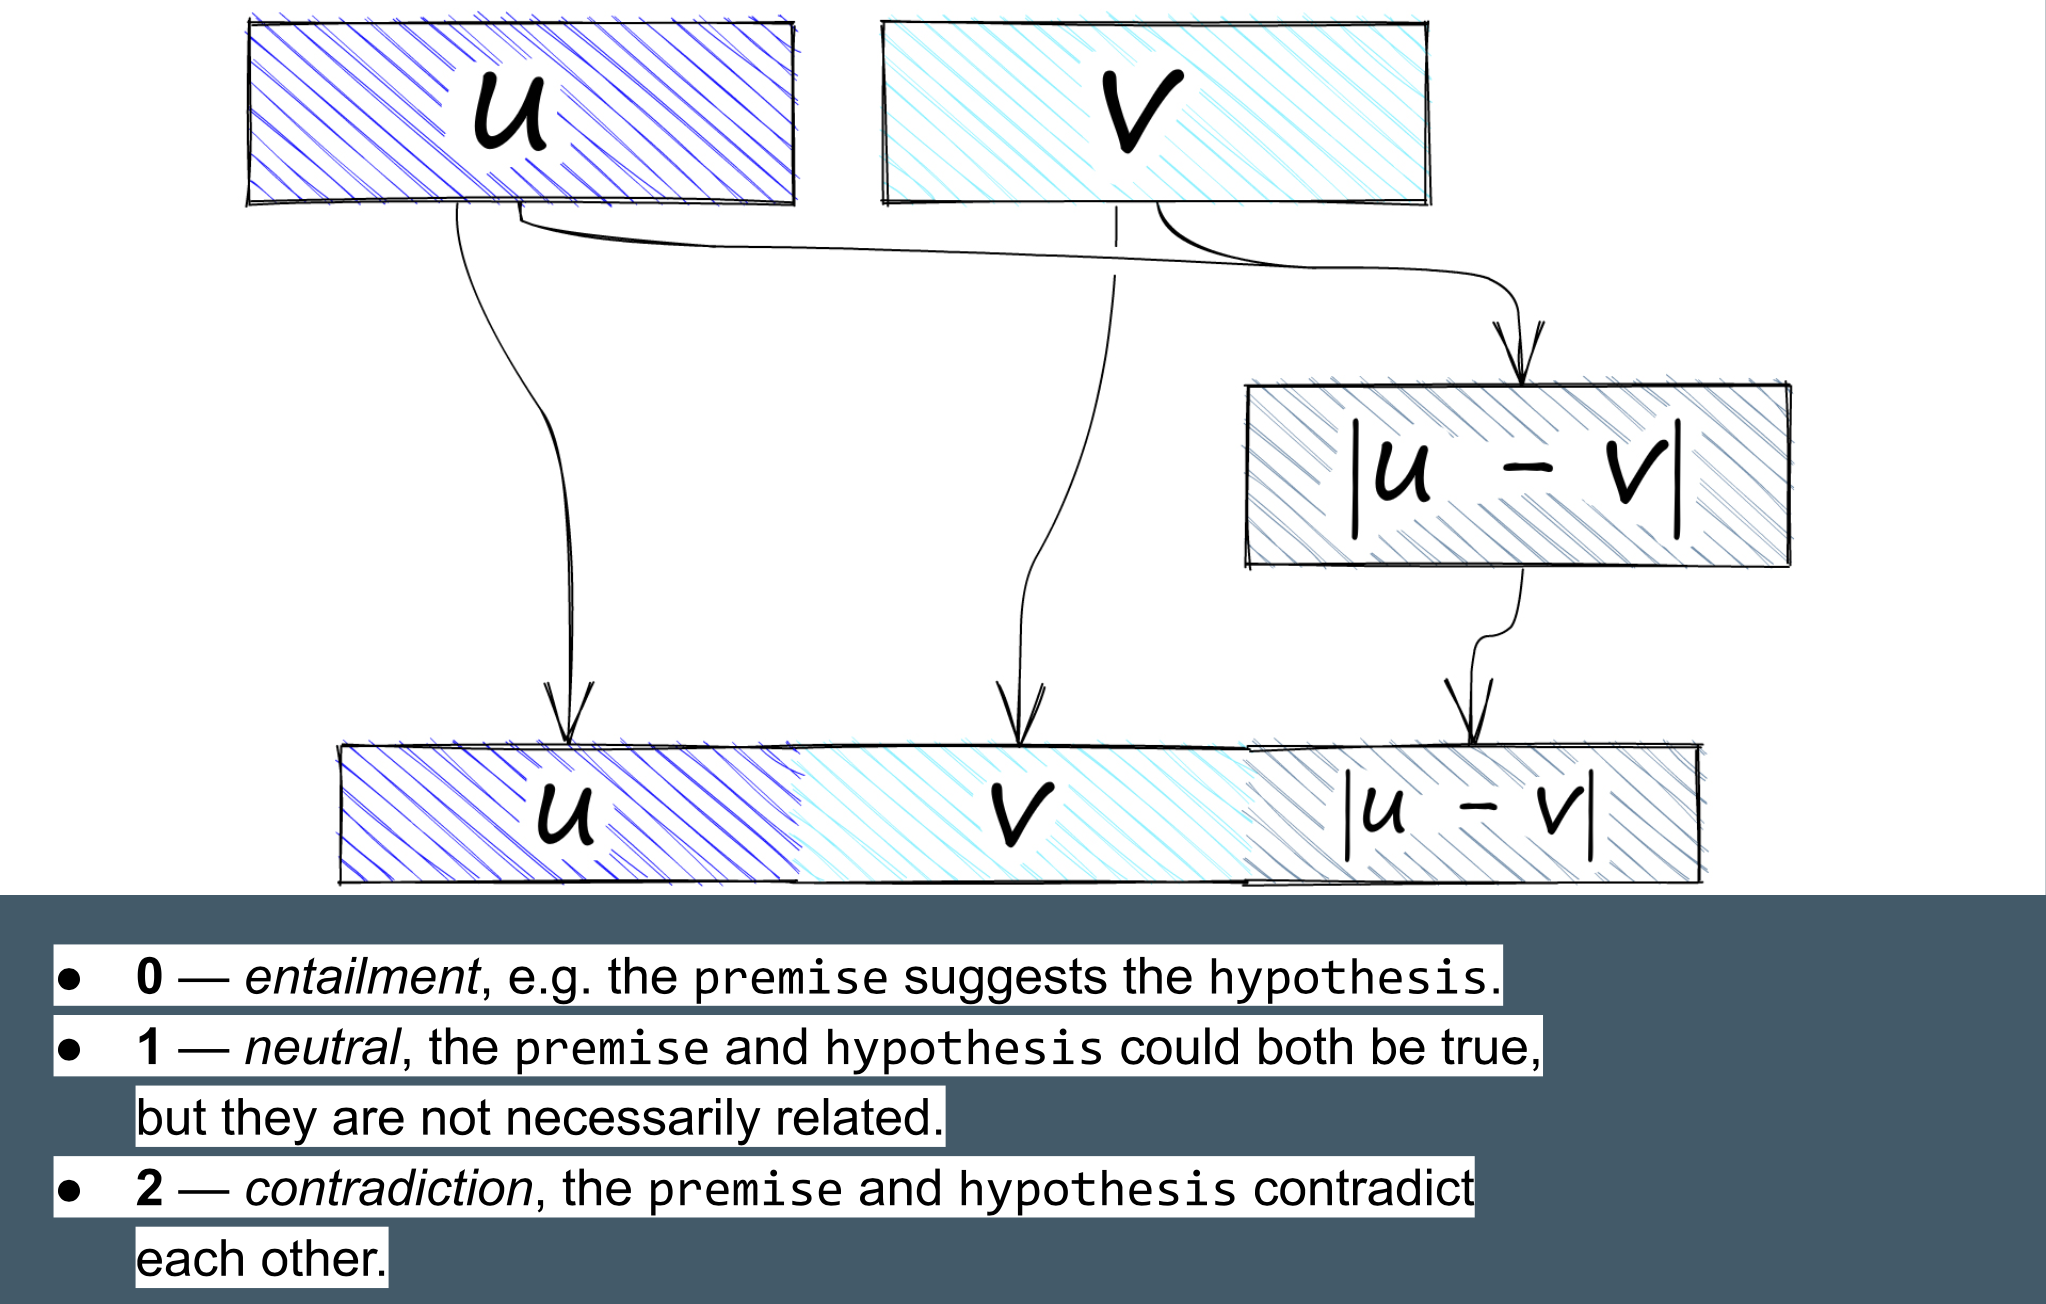 u
v
|u - v|
u
v
|u - v|
● 0 — entailment, e.g. the premise suggests the hypothesis.
● 1 — neutral, the premise and hypothesis could both be true,
but they are not necessarily related.
● 2 — contradiction, the premise and hypothesis contradict
each other.